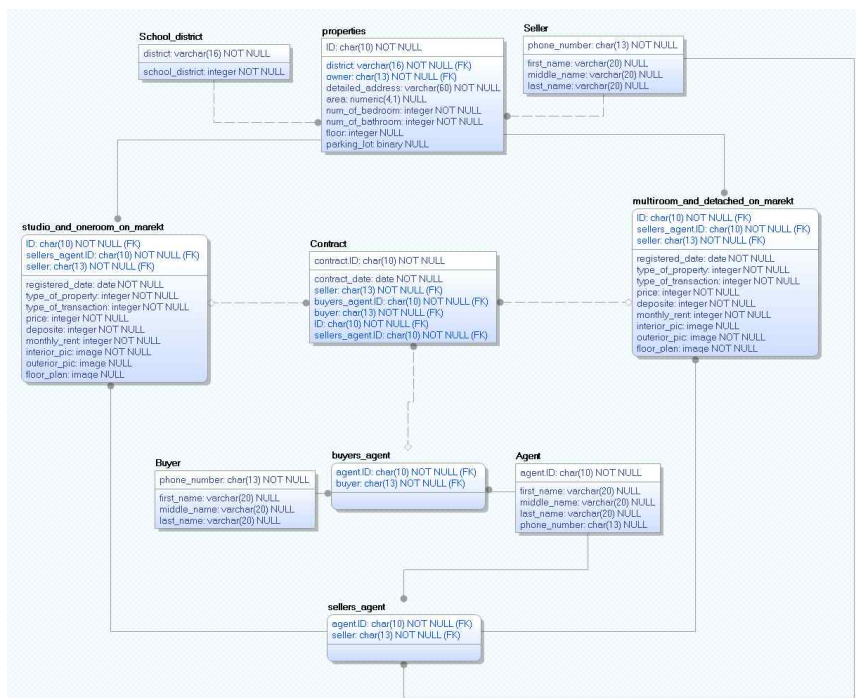 School_district
district: varchar(16) NOT NULL
school_district: integer NOT NULL
properties
ID: char(10) NOT NULL
district: varchar(16) NOT NULL (FK)
owner: char(13) NOT NULL (FK)
detailed_address: varchar(60) NOT NULL
area: numeric(4,1) NULL
num_of_bedroom: integer NOT NULL
num_of_bathroom: integer NOT NULL
floor: integer NULL
parking_lot: binary NULL
Seller
phone_number: char(13) NOT NULL
first_name: varchar(20) NULL
middle_name: varchar(20) NULL
last_name: varchar(20) NULL
studio_and_oneroom_on_marekt
ID: char(10) NOT NULL (FK)
sellers_agent.ID: char(10) NOT NULL (FK)
seller: char(13) NOT NULL (FK)
registered_date: date NOT NULL
type_of_property: integer NOT NULL
type_of_transaction: integer NOT NULL
price: integer NOT NULL
deposite: integer NOT NULL
monthly_rent: integer NOT NULL
interior_pic: image NOT NULL
outerior_pic: image NULL
floor_plan: image NULL
Contract
contract.ID: char(10) NOT NULL
contract_date: date NOT NULL
seller: char(13) NOT NULL (FK)
buyers_agent.ID: char(10) NOT NULL (FK)
buyer: char(13) NOT NULL (FK)
ID: char(10) NOT NULL (FK)
sellers_agent.ID: char(10) NOT NULL (FK)
multiroom_and_detached_on_marekt
ID: char(10) NOT NULL (FK)
sellers_agent.ID: char(10) NOT NULL (FK)
seller: char(13) NOT NULL (FK)
registered_date: date NOT NULL
type_of_property: integer NOT NULL
type_of_transaction: integer NOT NULL
price: integer NOT NULL
deposite: integer NOT NULL
monthly_rent: integer NOT NULL
interior_pic: image NULL
outerior_pic: image NULL
floor_plan: image NOT NULL
Buyer
phone_number: char(13) NOT NULL
first_name: varchar(20) NULL
middle_name: varchar(20) NULL
last_name: varchar(20) NULL
buyers_agent
agent.ID: char(10) NOT NULL (FK)
buyer: char(13) NOT NULL (FK)
Agent
agent.ID: char(10) NOT NULL
first_name: varchar(20) NULL
middle_name: varchar(20) NULL
last_name: varchar(20) NULL
phone_number: char(13) NULL
sellers_agent
agent.ID: char(10) NOT NULL (FK)
seller: char(13) NOT NULL (FK)